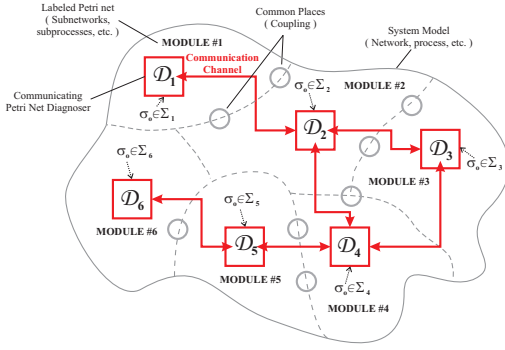 Labeled Petri net
( Subnetworks,
subprocesses, etc. )
Common Places
( Coupling )
System Model
( Network, process, etc. )
MODULE #1
Communication
Channel
MODULE #2
Communicating
Petri Net Diagnoser
𝒟1
σo∈Σ1
σo∈Σ2
𝒟2
𝒟3
σo∈Σ3
σo∈Σ6
MODULE #3
𝒟6
σo∈Σ5
MODULE #6
𝒟5
𝒟4
MODULE #5
σo∈Σ4
MODULE #4